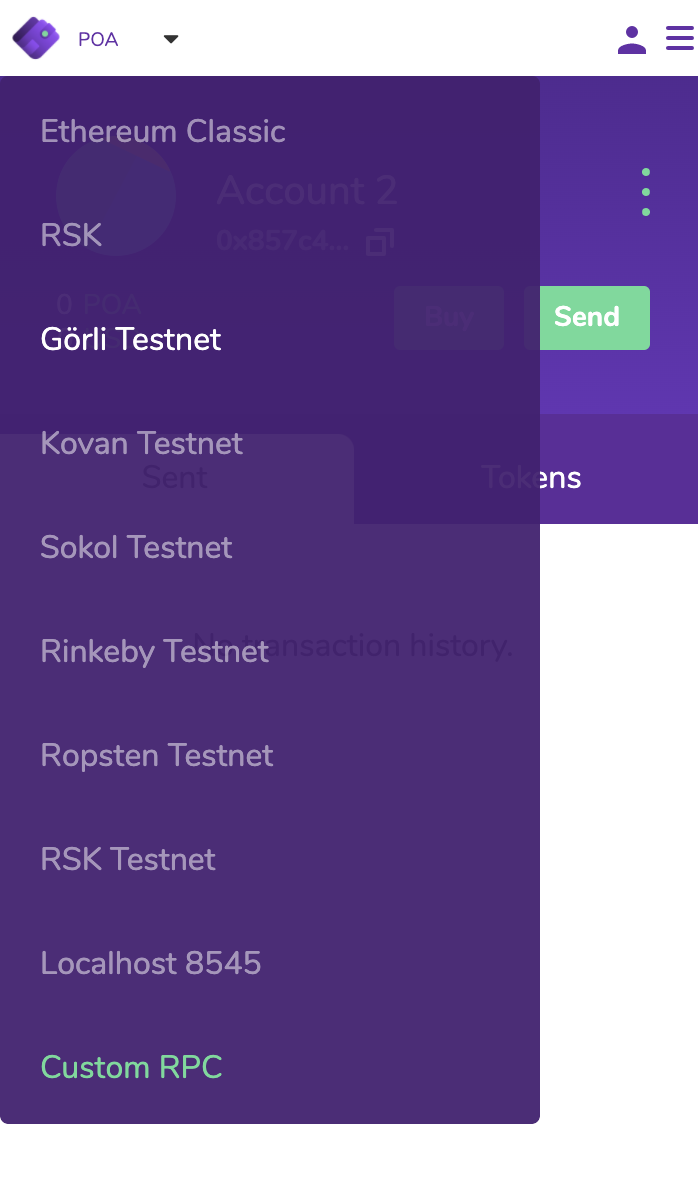 POA
Ethereum Classic
Account 2
RSK
0x857c4...
0 POA
Buy
Send
Görli Testnet
Kovan Testnet
Sent
Tokens
Sokol Testnet
No transaction history.
Rinkeby Testnet
Ropsten Testnet
RSK Testnet
Localhost 8545
Custom RPC